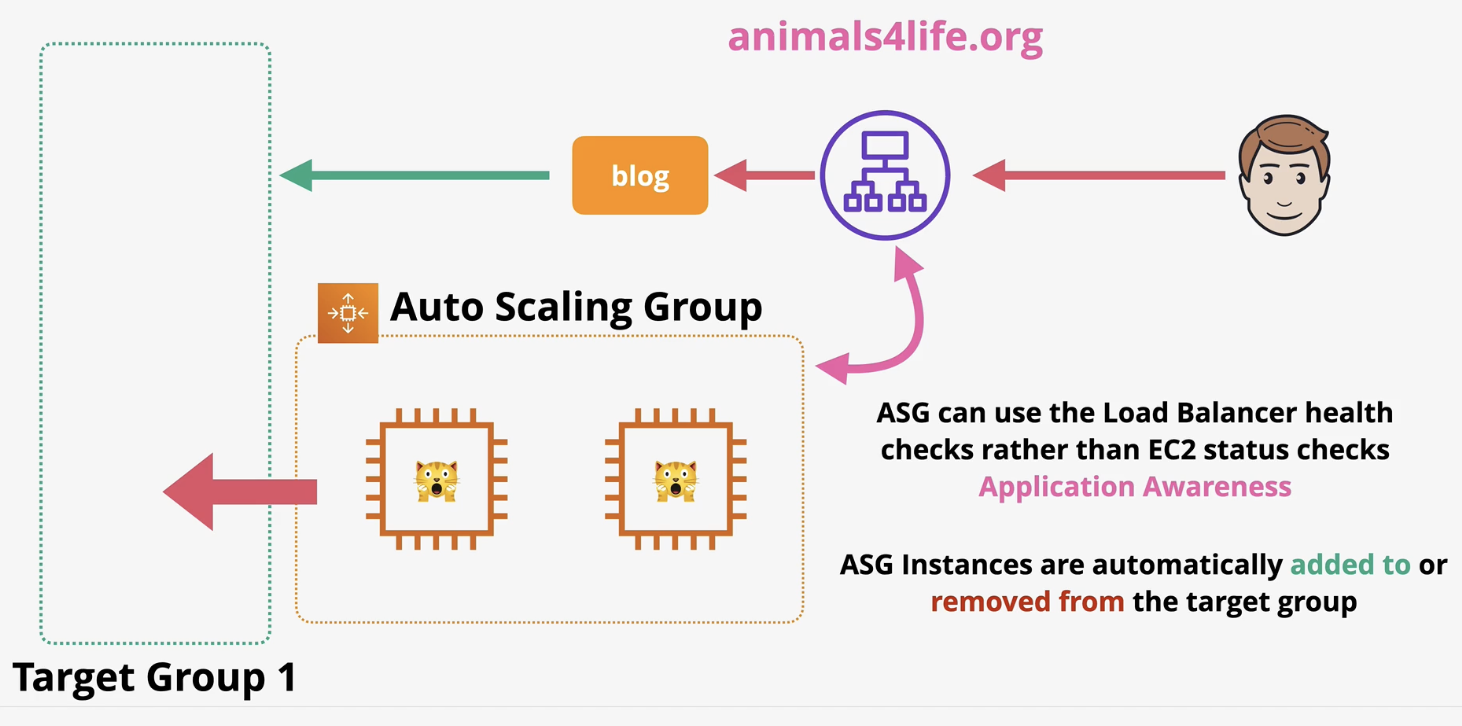 animals4life.org
blog
Auto Scaling Group
ASG can use the Load Balancer health
checks rather than EC2 status checks
Application Awareness
ASG Instances are automatically added to or
removed from the target group
Target Group 1